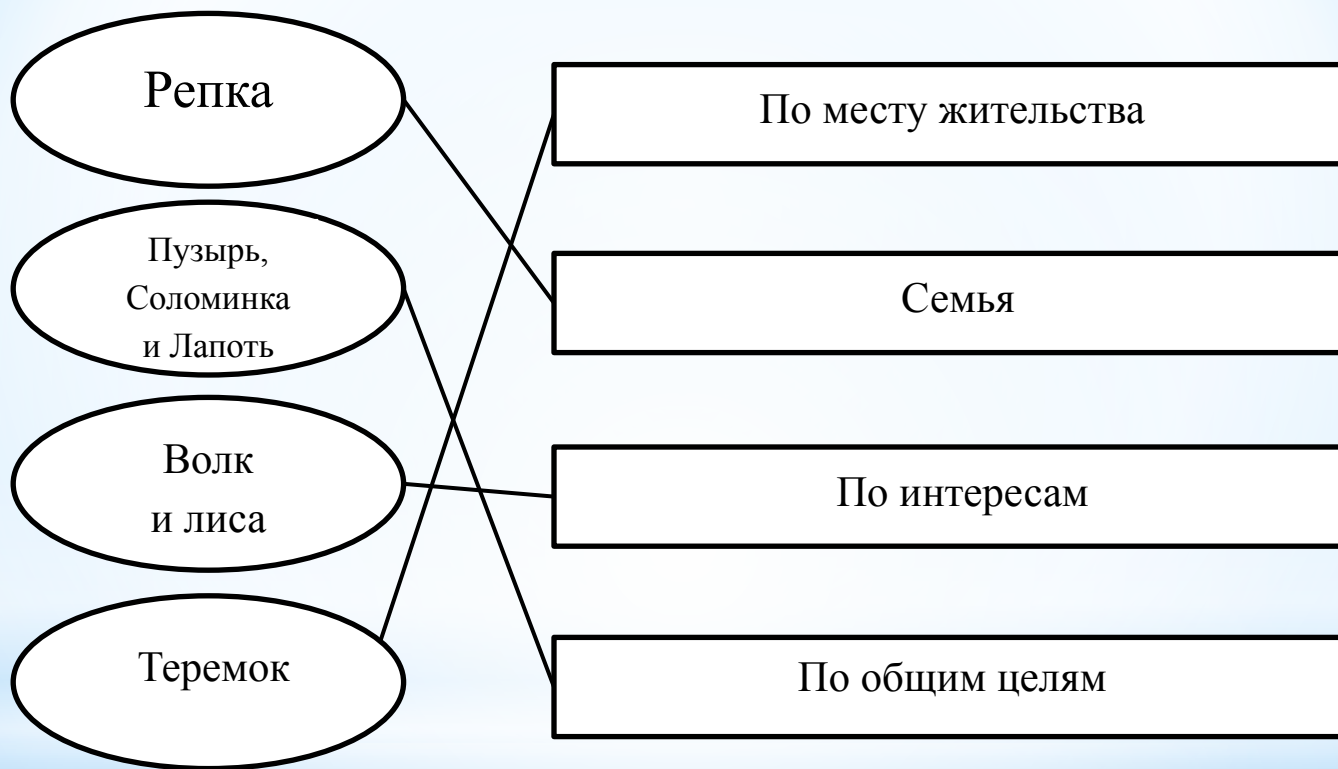 Репка
Пузырь,
Соломинка
и Лапоть
Волк
и лиса
Теремок
По месту жительства
Семья
По интересам
По общим целям